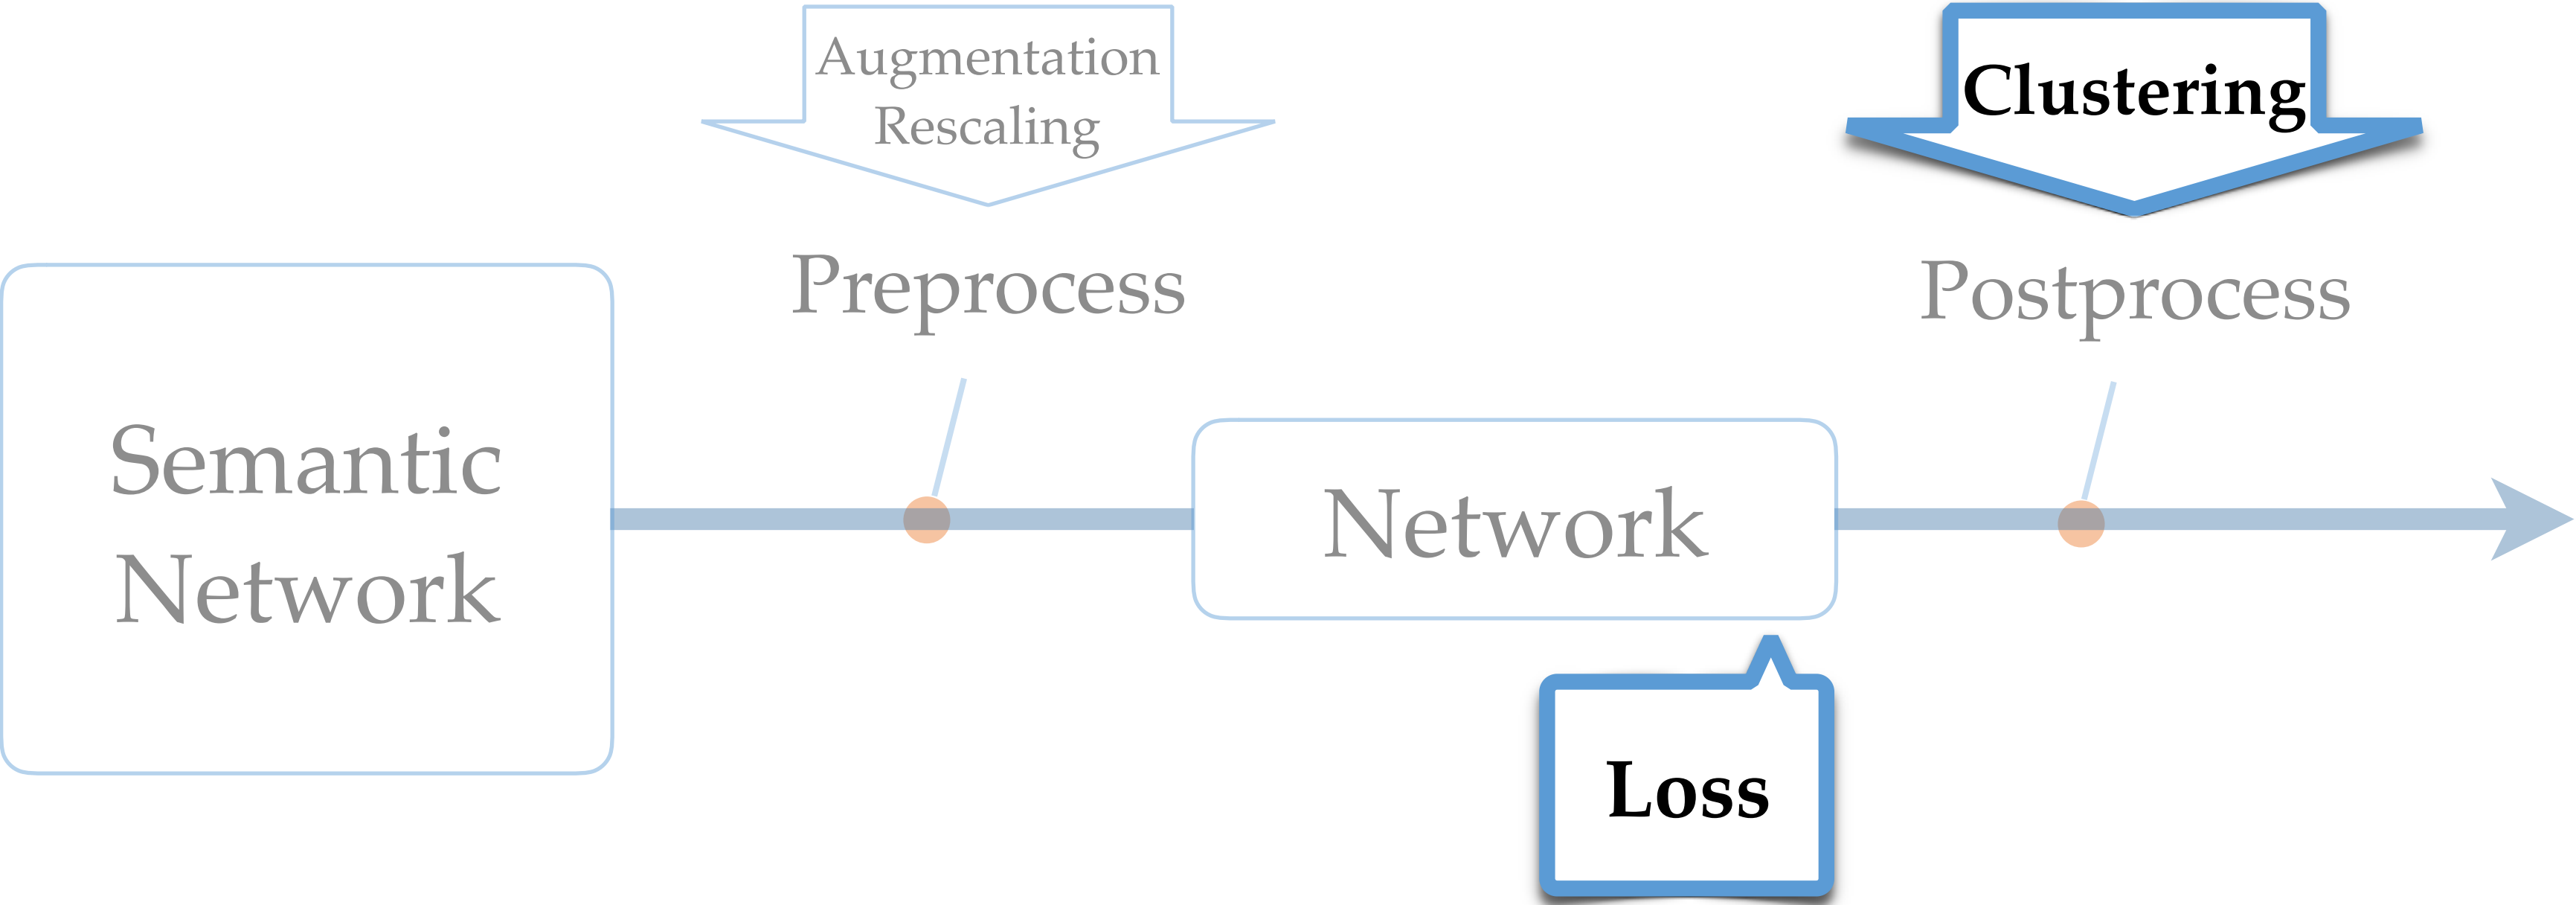 Augmentation
Rescaling
Clustering
Preprocess
Postprocess
Semantic
Network
Network
Loss